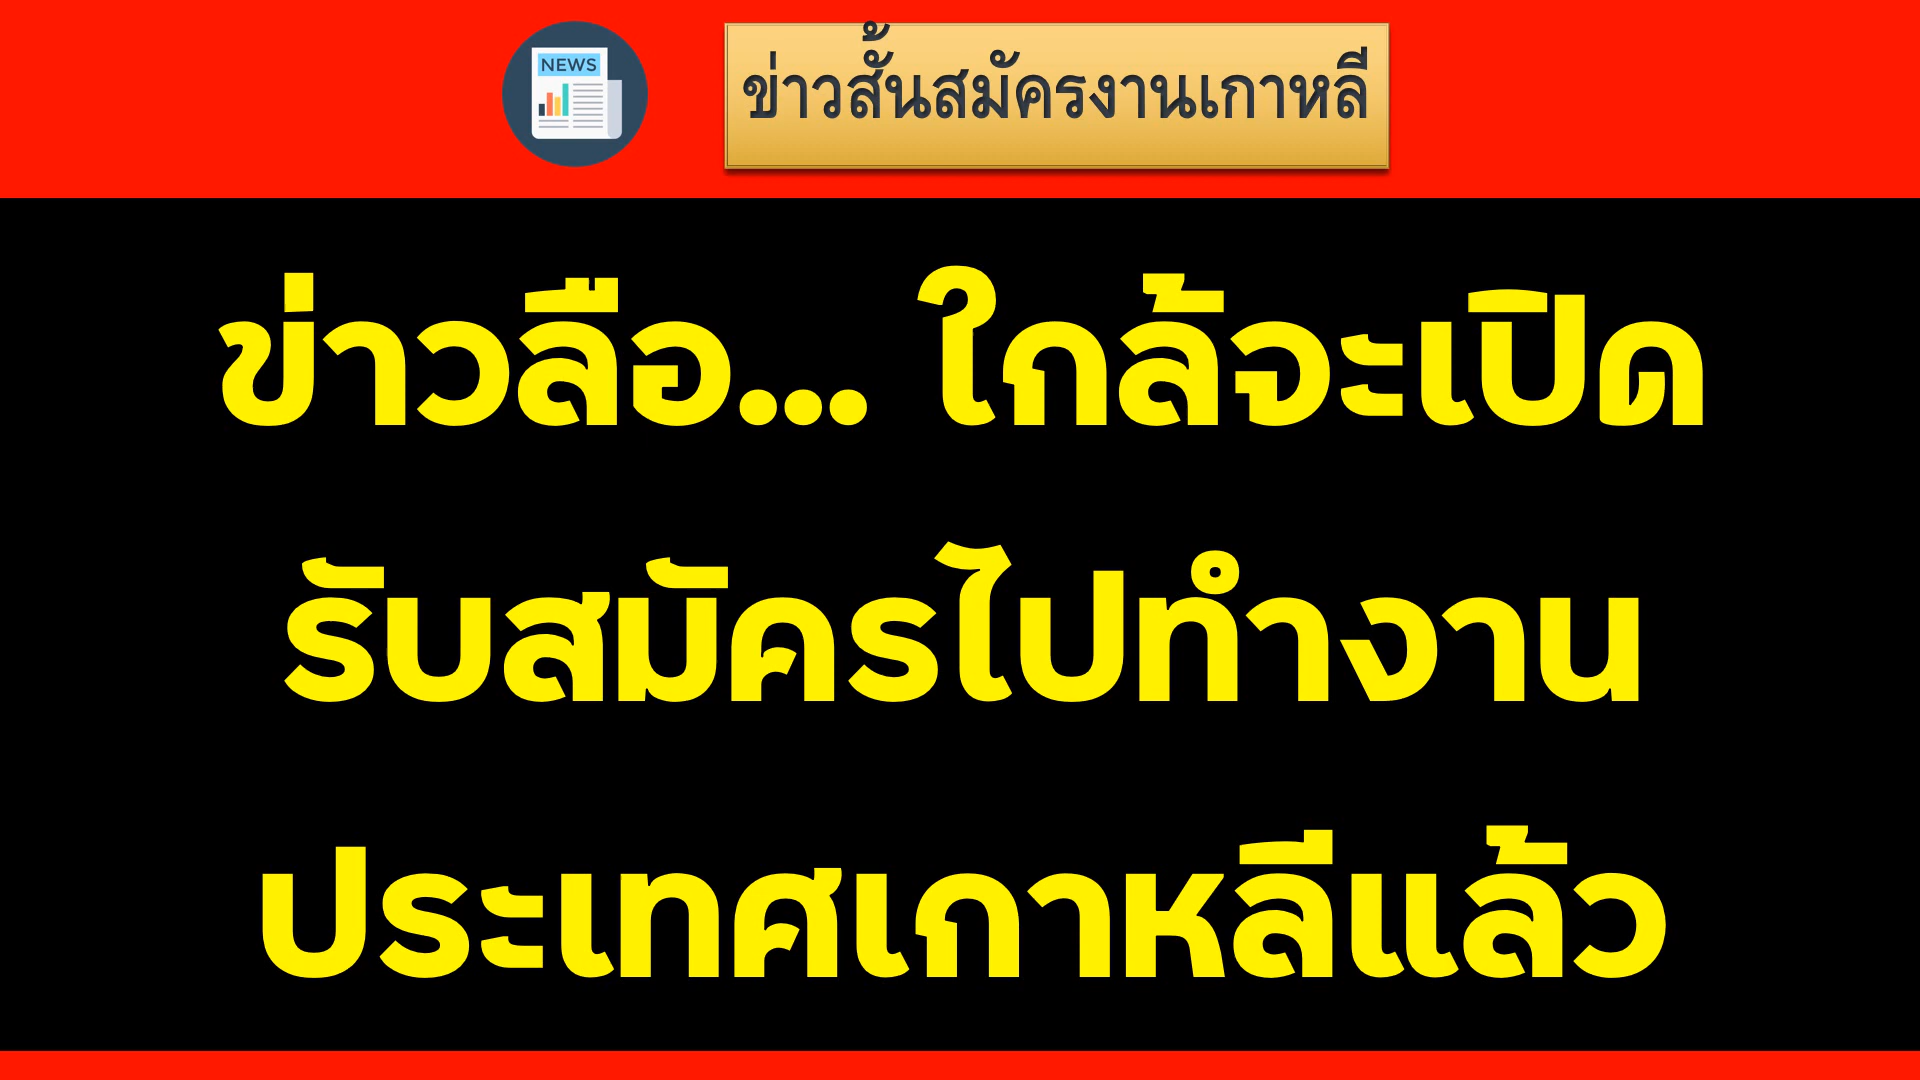 NEWS
ข่าวสั้นสมัครงานเกาหลี
ข่าวลือ... ใกล้จะเปิด
รับสมัครไปทำงาน
ประเทศเกาหลีแล้ว